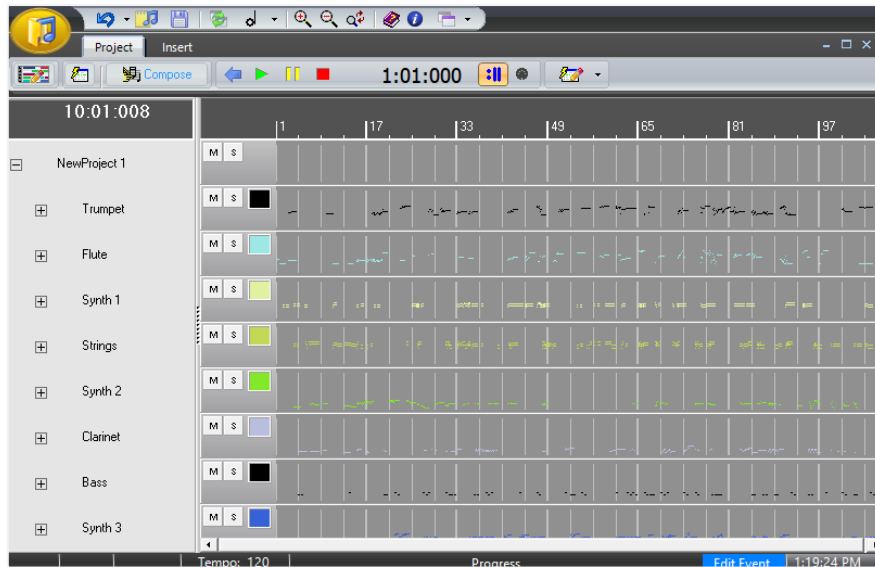 Project Insert
Compose 1:01:000
10:01:008
1 17 33 49 65 81 97
NewProject 1 M S
Trumpet M S
Flute M S
Synth 1 M S
Strings M S
Synth 2 M S
Clarinet M S
Bass M S
Synth 3 M S
Tempo: 120 Progress Edit Event 1:19:24 PM